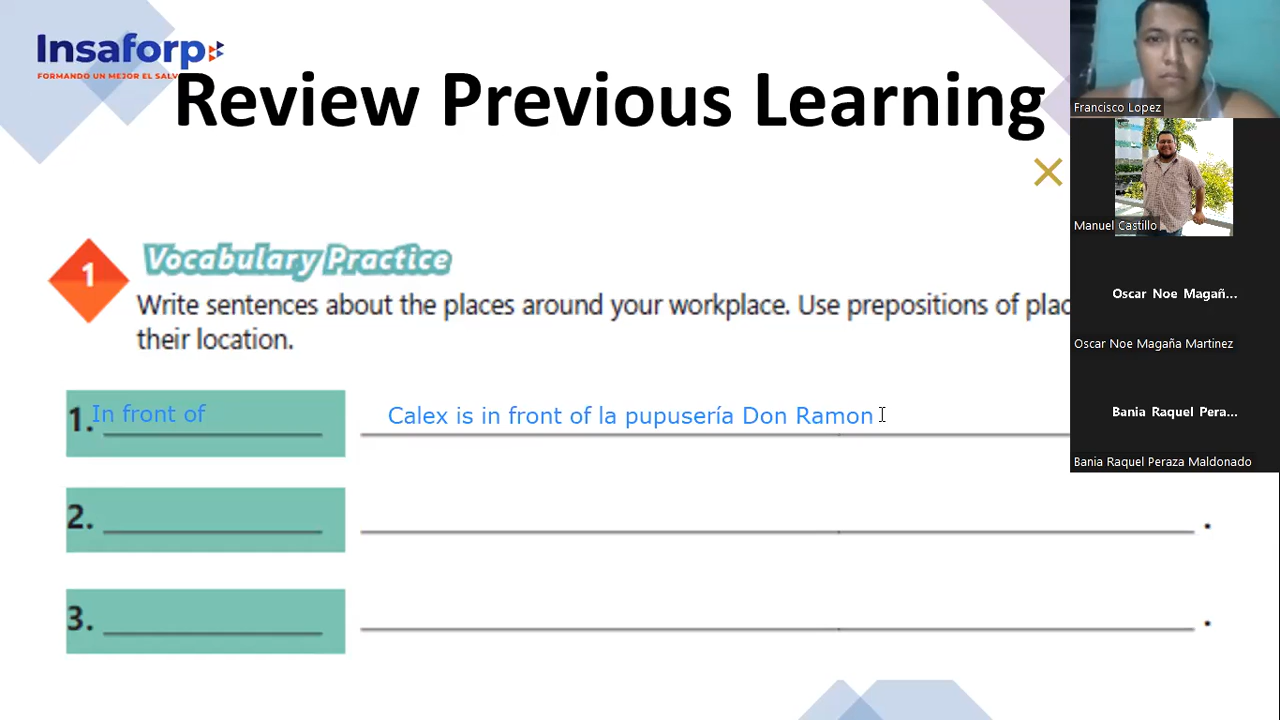 Insaforp
FORMANDO UN MEJOR EL SALV
Review Previous Learning
1
Vocabulary Practice
Write sentences about the places around your workplace. Use prepositions of plac
their location.
1. In front of Calex is in front of la pupusería Don Ramon
2. .
3. .
Francisco Lopez
Manuel Castillo
Oscar Noe Magañ...
Oscar Noe Magaña Martinez
Bania Raquel Pera...
Bania Raquel Peraza Maldonado